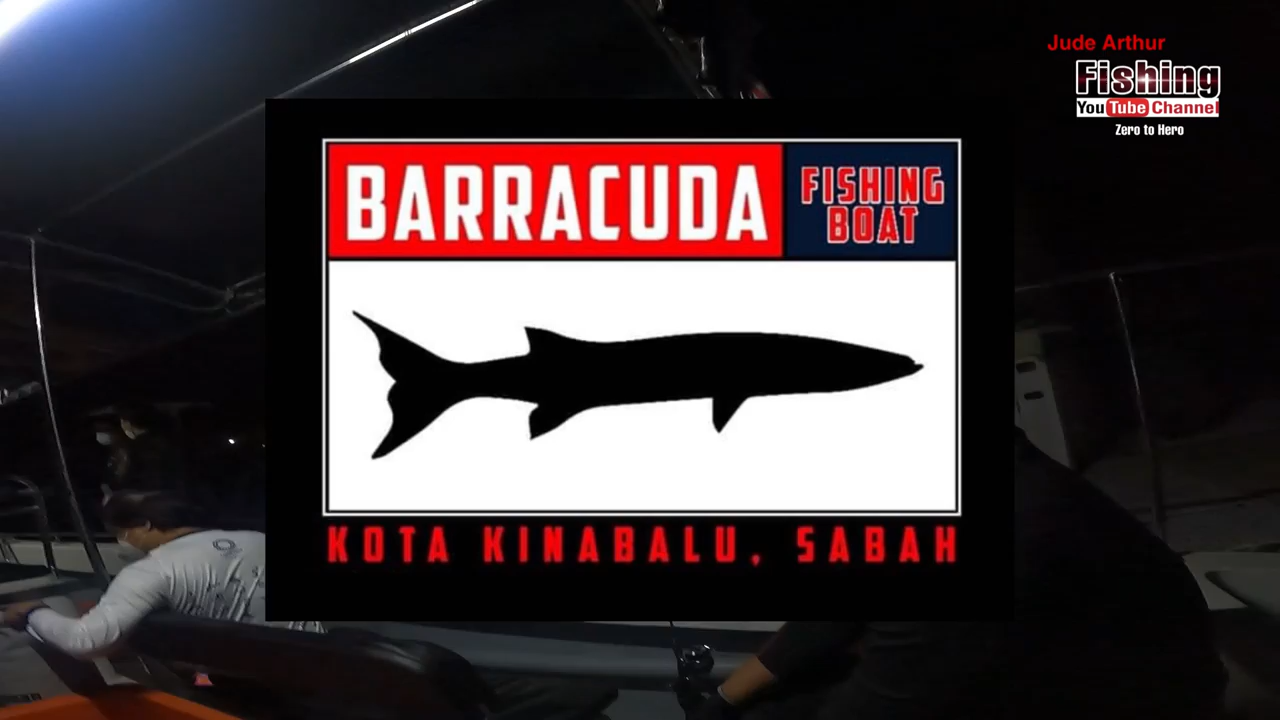 Jude Arthur
Fishing
YouTube Channel
Zero to Hero
BARRACUDA
FISHING
BOAT
KOTA KINABALU, SABAH